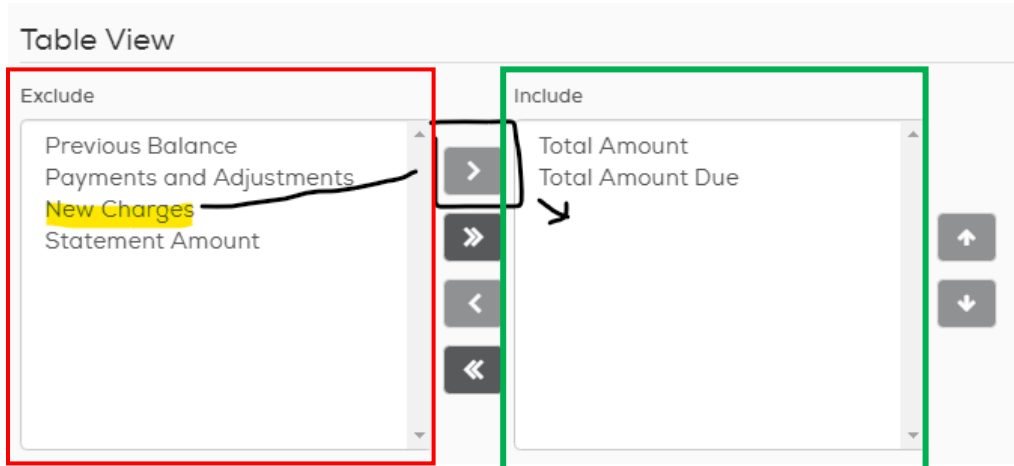 Table View
Exclude
Include
Previous Balance
Payments and Adjustments
New Charges
Statement Amount
Total Amount
Total Amount Due